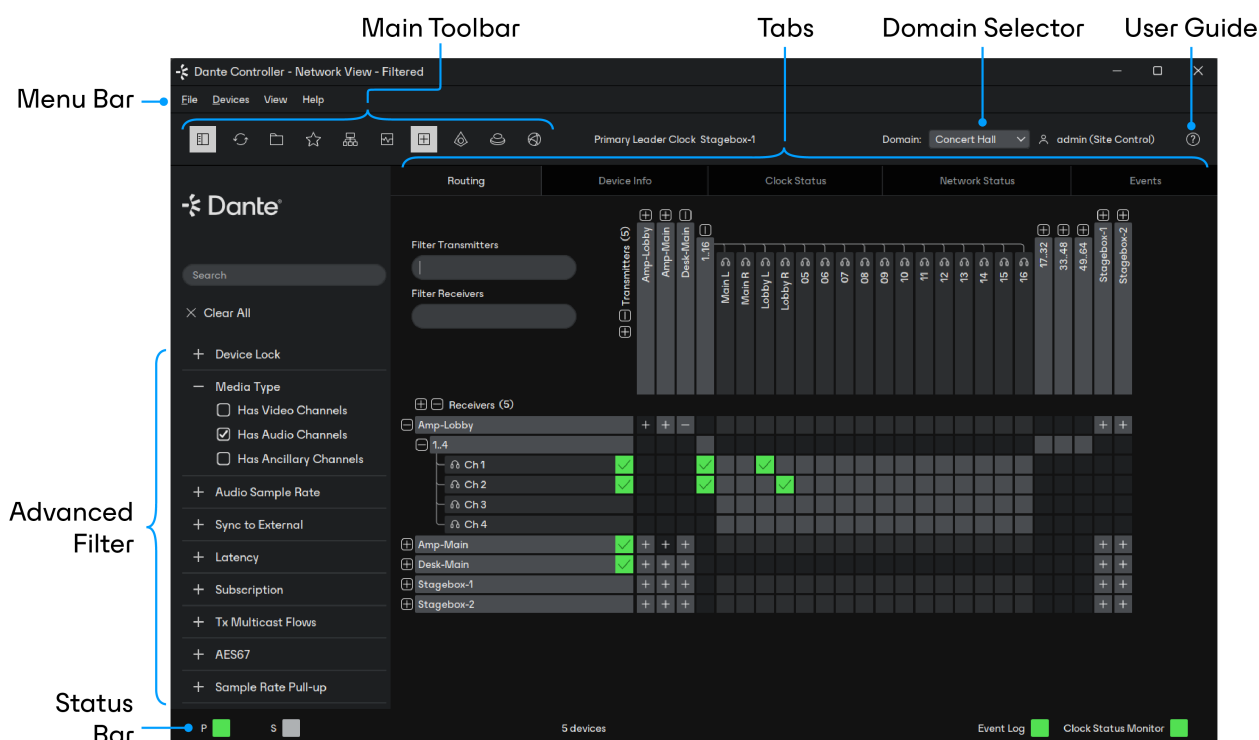 Main Toolbar
Tabs
Domain Selector
User Guide
Dante Controller - Network View - Filtered
Menu Bar
File Devices View Help
Primary Leader Clock Stagebox-1
Domain: Concert Hall
admin (Site Control)
Routing
Device Info
Clock Status
Network Status
Events
Dante®
Search
Clear All
Filter Transmitters
Filter Receivers
Transmitters (5)
Amp-Lobby
Amp-Main
Desk-Main
1..16
Main L
Main R
Lobby L
Lobby R
05
06
07
08
09
10
11
12
13
14
15
16
17..32
33..48
49..64
Stagebox-1
Stagebox-2
Advanced
Filter
Device Lock
Media Type
Has Video Channels
Has Audio Channels
Has Ancillary Channels
Audio Sample Rate
Sync to External
Latency
Subscription
Tx Multicast Flows
AES67
Sample Rate Pull-up
Receivers (5)
Amp-Lobby
1..4
Ch 1
Ch 2
Ch 3
Ch 4
Amp-Main
Desk-Main
Stagebox-1
Stagebox-2
Status
Bar
P
S
5 devices
Event Log
Clock Status Monitor